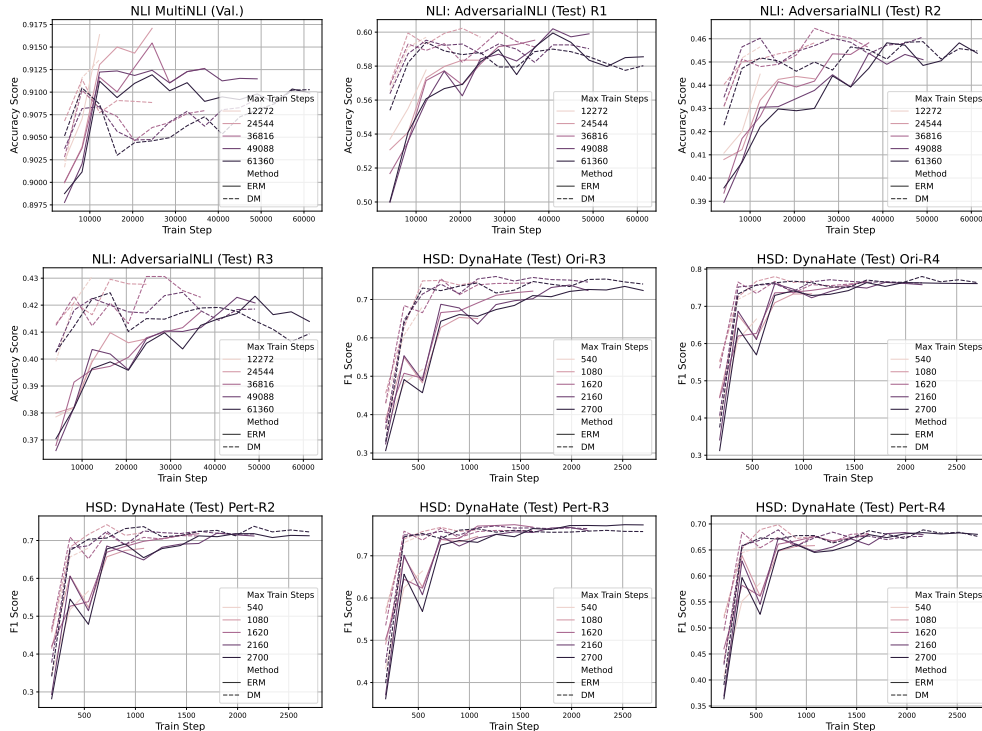 NLI MultiNLI (Val.)
Accuracy Score
0.9175
0.9150
0.9125
0.9100
0.9075
0.9050
0.9025
0.9000
0.8975
10000 20000 30000 40000 50000 60000
Train Step
Max Train Steps
12272
24544
36816
49088
61360
Method
ERM
DM
NLI: AdversarialNLI (Test) R1
Accuracy Score
0.60
0.58
0.56
0.54
0.52
0.50
10000 20000 30000 40000 50000 60000
Train Step
Max Train Steps
12272
24544
36816
49088
61360
Method
ERM
DM
NLI: AdversarialNLI (Test) R2
Accuracy Score
0.46
0.45
0.44
0.43
0.42
0.41
0.40
0.39
10000 20000 30000 40000 50000 60000
Train Step
Max Train Steps
12272
24544
36816
49088
61360
Method
ERM
DM
NLI: AdversarialNLI (Test) R3
Accuracy Score
0.43
0.42
0.41
0.40
0.39
0.38
0.37
10000 20000 30000 40000 50000 60000
Train Step
Max Train Steps
12272
24544
36816
49088
61360
Method
ERM
DM
HSD: DynaHate (Test) Ori-R3
F1 Score
0.7
0.6
0.5
0.4
0.3
500 1000 1500 2000 2500
Train Step
Max Train Steps
540
1080
1620
2160
2700
Method
ERM
DM
HSD: DynaHate (Test) Ori-R4
F1 Score
0.8
0.7
0.6
0.5
0.4
0.3
500 1000 1500 2000 2500
Train Step
Max Train Steps
540
1080
1620
2160
2700
Method
ERM
DM
HSD: DynaHate (Test) Pert-R2
F1 Score
0.7
0.6
0.5
0.4
0.3
500 1000 1500 2000 2500
Train Step
Max Train Steps
540
1080
1620
2160
2700
Method
ERM
DM
HSD: DynaHate (Test) Pert-R3
F1 Score
0.7
0.6
0.5
0.4
500 1000 1500 2000 2500
Train Step
Max Train Steps
540
1080
1620
2160
2700
Method
ERM
DM
HSD: DynaHate (Test) Pert-R4
F1 Score
0.70
0.65
0.60
0.55
0.50
0.45
0.40
0.35
500 1000 1500 2000 2500
Train Step
Max Train Steps
540
1080
1620
2160
2700
Method
ERM
DM